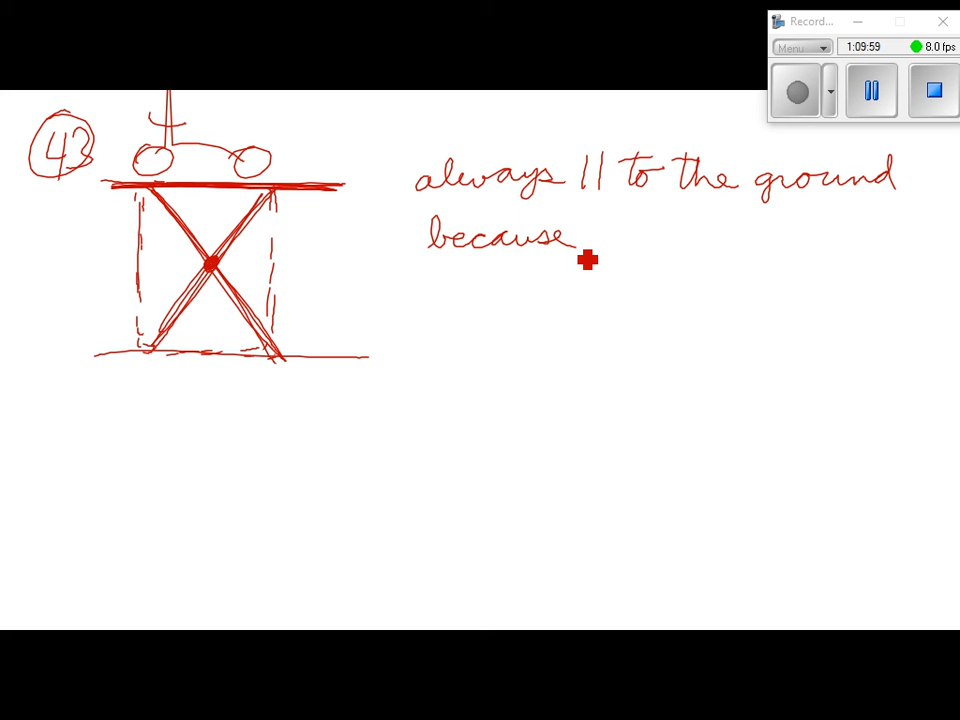 Record...
Menu
1:09:59
8.0 fps
43
always || to the ground
because